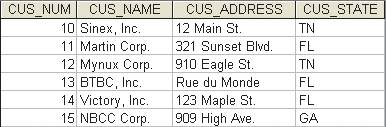 CUS_NUM CUS_NAME CUS_ADDRESS CUS_STATE
10 Sinex, Inc. 12 Main St. TN
11 Martin Corp. 321 Sunset Blvd. FL
12 Mynux Corp. 910 Eagle St. TN
13 BTBC, Inc. Rue du Monde FL
14 Victory, Inc. 123 Maple St. FL
15 NBCC Corp. 909 High Ave. GA